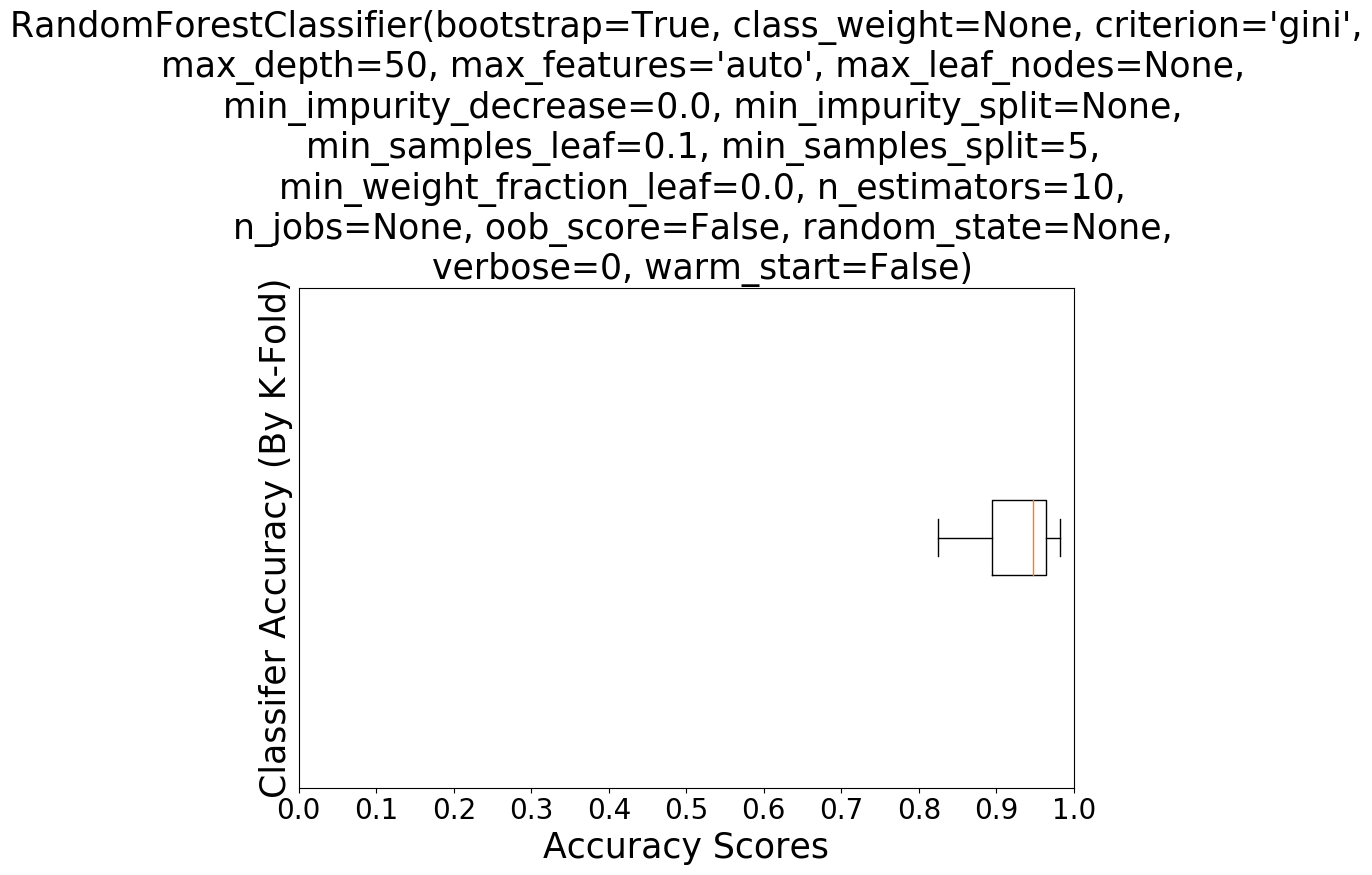 RandomForestClassifier(bootstrap=True, class_weight=None, criterion='gini',
max_depth=50, max_features='auto', max_leaf_nodes=None,
min_impurity_decrease=0.0, min_impurity_split=None,
min_samples_leaf=0.1, min_samples_split=5,
min_weight_fraction_leaf=0.0, n_estimators=10,
n_jobs=None, oob_score=False, random_state=None,
verbose=0, warm_start=False)
Classifer Accuracy (By K-Fold)
0.0 0.1 0.2 0.3 0.4 0.5 0.6 0.7 0.8 0.9 1.0
Accuracy Scores